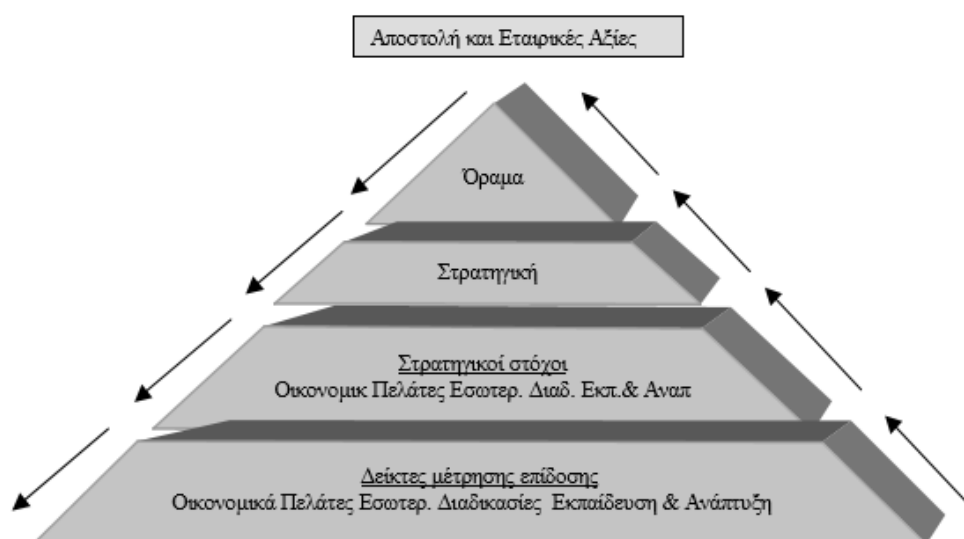 Αποστολή και Εταιρικές Αξίες
Όραμα
Στρατηγική
Στρατηγικοί στόχοι
Οικονομικ Πελάτες Εσωτερ. Διαδ. Εκπ.& Αναπ
Δείκτες μέτρησης επίδοσης
Οικονομικά Πελάτες Εσωτερ. Διαδικασίες Εκπαίδευση & Ανάπτυξη